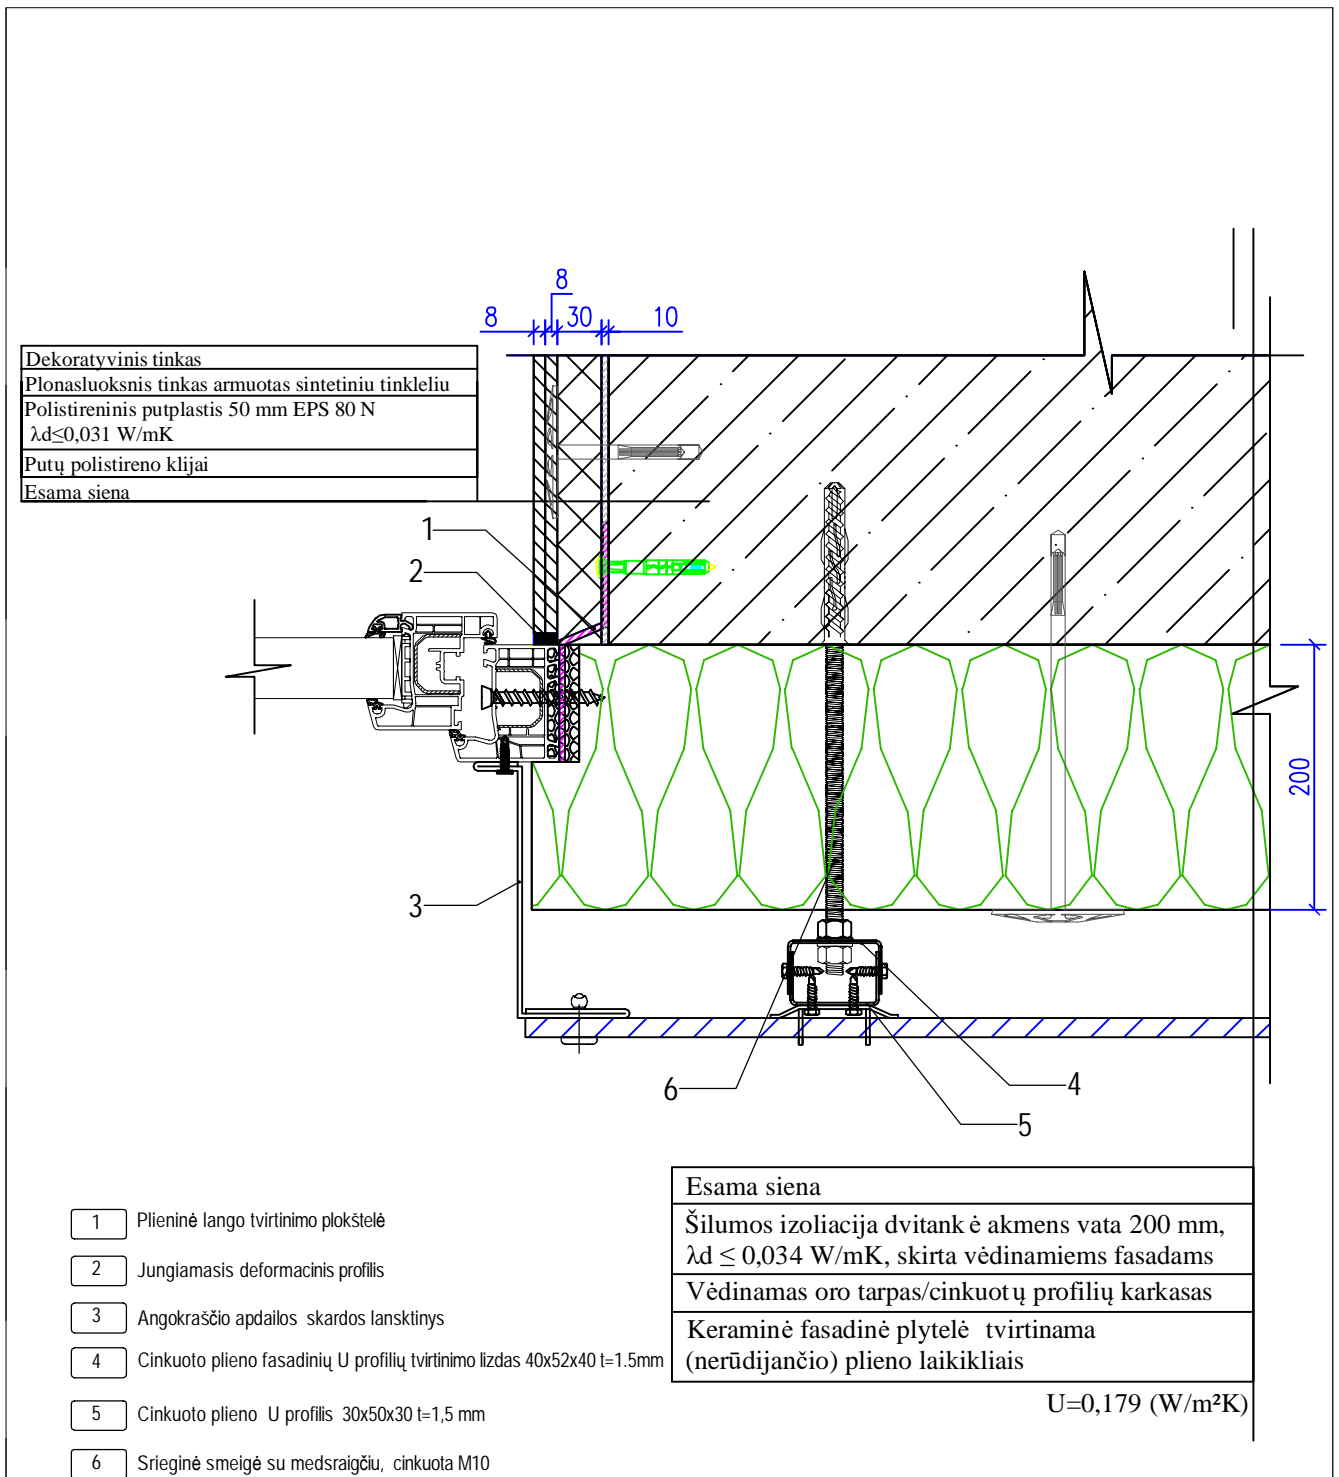 8
8
30
10
Dekoratyvinis tinkas
Plonasluoksnis tinkas armuotas sintetiniu tinkleliu
Polistireninis putplastis 50 mm EPS 80 N
λd≤0,031 W/mK
Putų polistireno klijai
Esama siena
1
2
200
3
6
4
5
Esama siena
Šilumos izoliacija dvitankė akmens vata 200 mm,
λd ≤ 0,034 W/mK, skirta vėdinamiems fasadams
Vėdinamas oro tarpas/cinkuotų profilių karkasas
Keraminė fasadinė plytelė tvirtinama
(nerūdijančio) plieno laikikliais
U=0,179 (W/m²K)
1 Plieninė lango tvirtinimo plokštelė
2 Jungiamasis deformacinis profilis
3 Angokraščio apdailos skardos lansktinys
4 Cinkuoto plieno fasadinių U profilių tvirtinimo lizdas 40x52x40 t=1.5mm
5 Cinkuoto plieno U profilis 30x50x30 t=1,5 mm
6 Srieginė smeigė su medsraigčiu, cinkuota M10